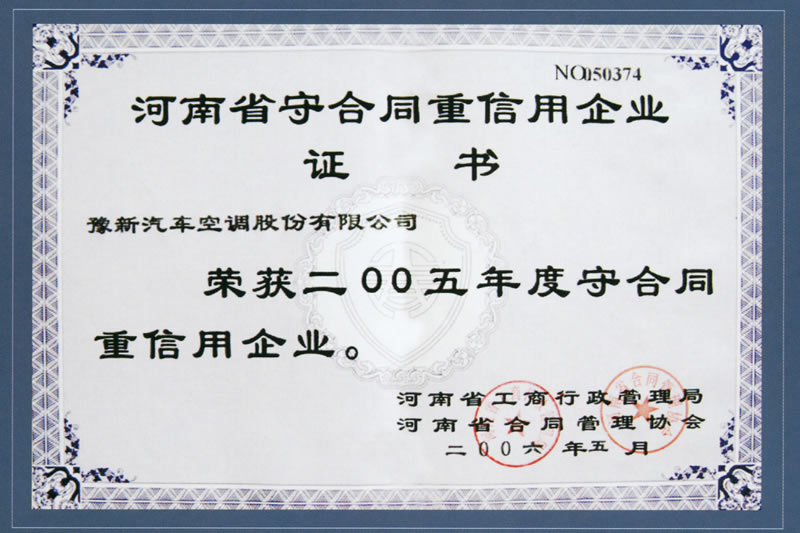 NO:050374
河南省守合同重信用企业
证 书
豫新汽车空调股份有限公司
荣获二00五年度守合同
重信用企业。
河南省工商行政管理局
河南省合同管理协会
二00六年五月